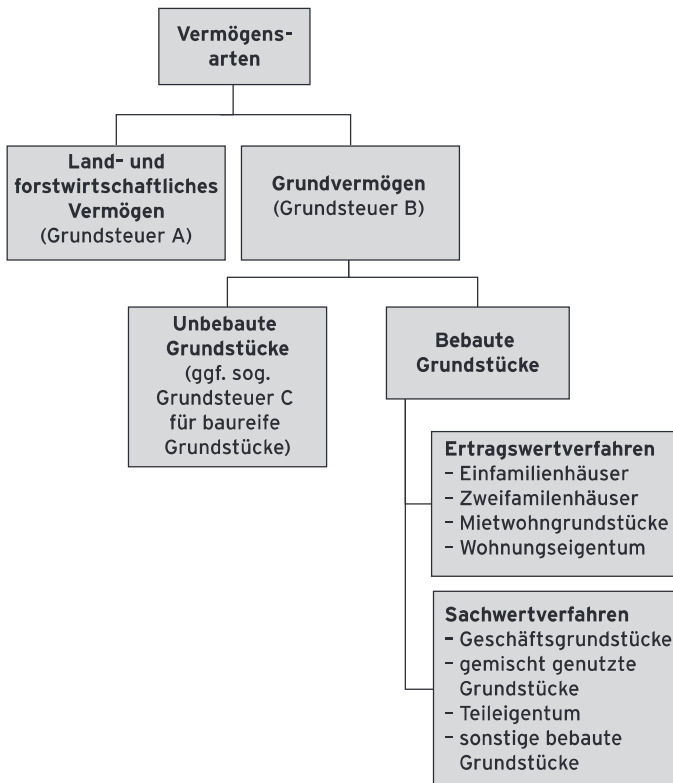 Vermögens-
arten
Land- und
forstwirtschaftliches
Vermögen
(Grundsteuer A)
Grundvermögen
(Grundsteuer B)
Unbebaute
Grundstücke
(ggf. sog.
Grundsteuer C
für baureife
Grundstücke)
Bebaute
Grundstücke
Ertragswertverfahren
– Einfamilienhäuser
– Zweifamilenhäuser
– Mietwohngrundstücke
– Wohnungseigentum
Sachwertverfahren
– Geschäftsgrundstücke
– gemischt genutzte
Grundstücke
– Teileigentum
– sonstige bebaute
Grundstücke